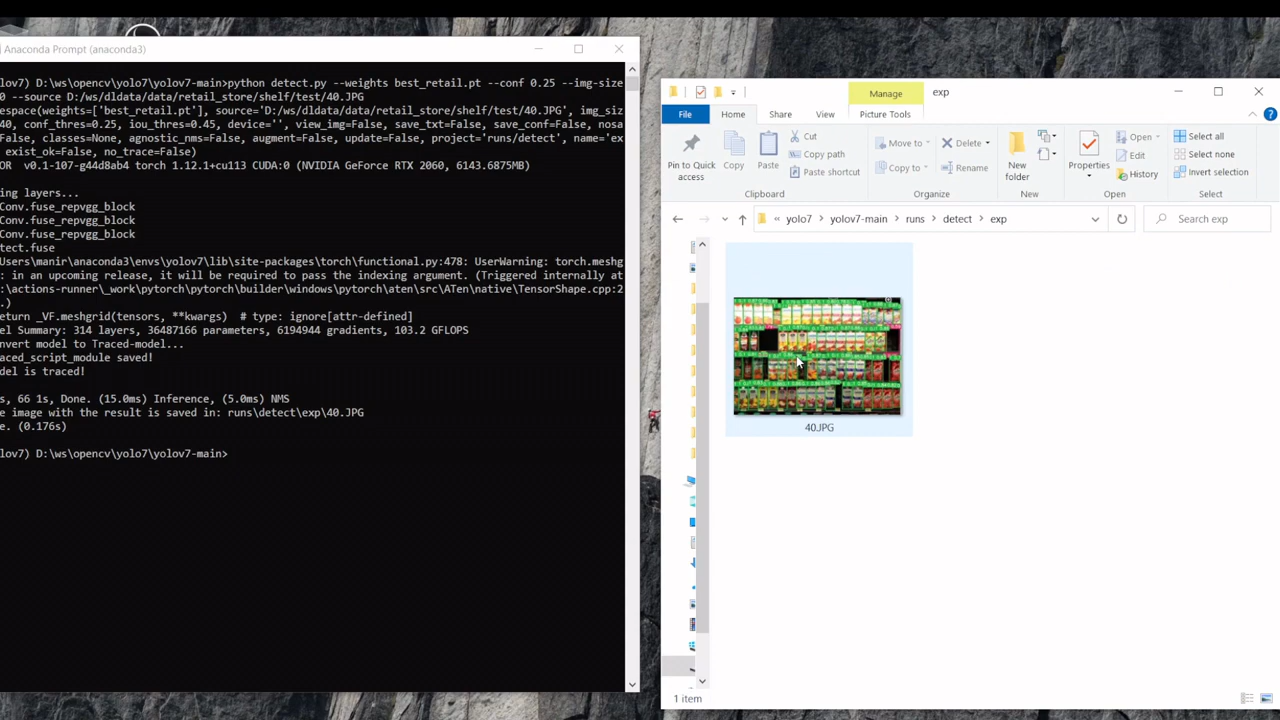 Anaconda Prompt (anaconda3)
lov7) D:\ws\opencv\yolo7\yolov7-main>python detect.py --weights best_retail.pt --conf 0.25 --img-size
0 --source D:/ws/dldata/data/retail_store/shelf/test/40.JPG
espce(weights=['best_retail.pt'], source='D:/ws/dldata/data/retail_store/shelf/test/40.JPG', img_siz
40, conf_thres=0.25, iou_thres=0.45, device='', view_img=False, save_txt=False, save_conf=False, nosa
False, classes=None, agnostic_nms=False, augment=False, update=False, project='runs/detect', name='ex
exist_ok=False, no_trace=False)
OR v0.1-107-g44d8ab4 torch 1.12.1+cu113 CUDA:0 (NVIDIA GeForce RTX 2060, 6143.6875MB)
ing layers...
Conv.fuse_repvgg_block
Conv.fuse_repvgg_block
Conv.fuse_repvgg_block
tect.fuse
Users\manir\anaconda3\envs\yolov7\lib\site-packages\torch\functional.py:478: UserWarning: torch.meshg
: in an upcoming release, it will be required to pass the indexing argument. (Triggered internally at
:\actions-runner\_work\pytorch\pytorch\builder\windows\pytorch\aten\src\ATen\native\TensorShape.cpp:2
.)
eturn _VF.meshgrid(tensors, **kwargs) # type: ignore[attr-defined]
el Summary: 314 layers, 36487166 parameters, 6194944 gradients, 103.2 GFLOPS
nvert model to Traced-model...
aced_script_module saved!
del is traced!
s, 66 1s, Done. (15.0ms) Inference, (5.0ms) NMS
e image with the result is saved in: runs\detect\exp\40.JPG
e. (0.176s)
lov7) D:\ws\opencv\yolo7\yolov7-main>
Manage
exp
File
Home
Share
View
Picture Tools
Pin to Quick access
Copy
Paste
Cut
Copy path
Paste shortcut
Clipboard
Move to
Copy to
Delete
Rename
Organize
New folder
New
Properties
Open
Edit
History
Open
Select all
Select none
Invert selection
Select
« yolo7 > yolov7-main > runs > detect > exp
Search exp
40.JPG
1 item